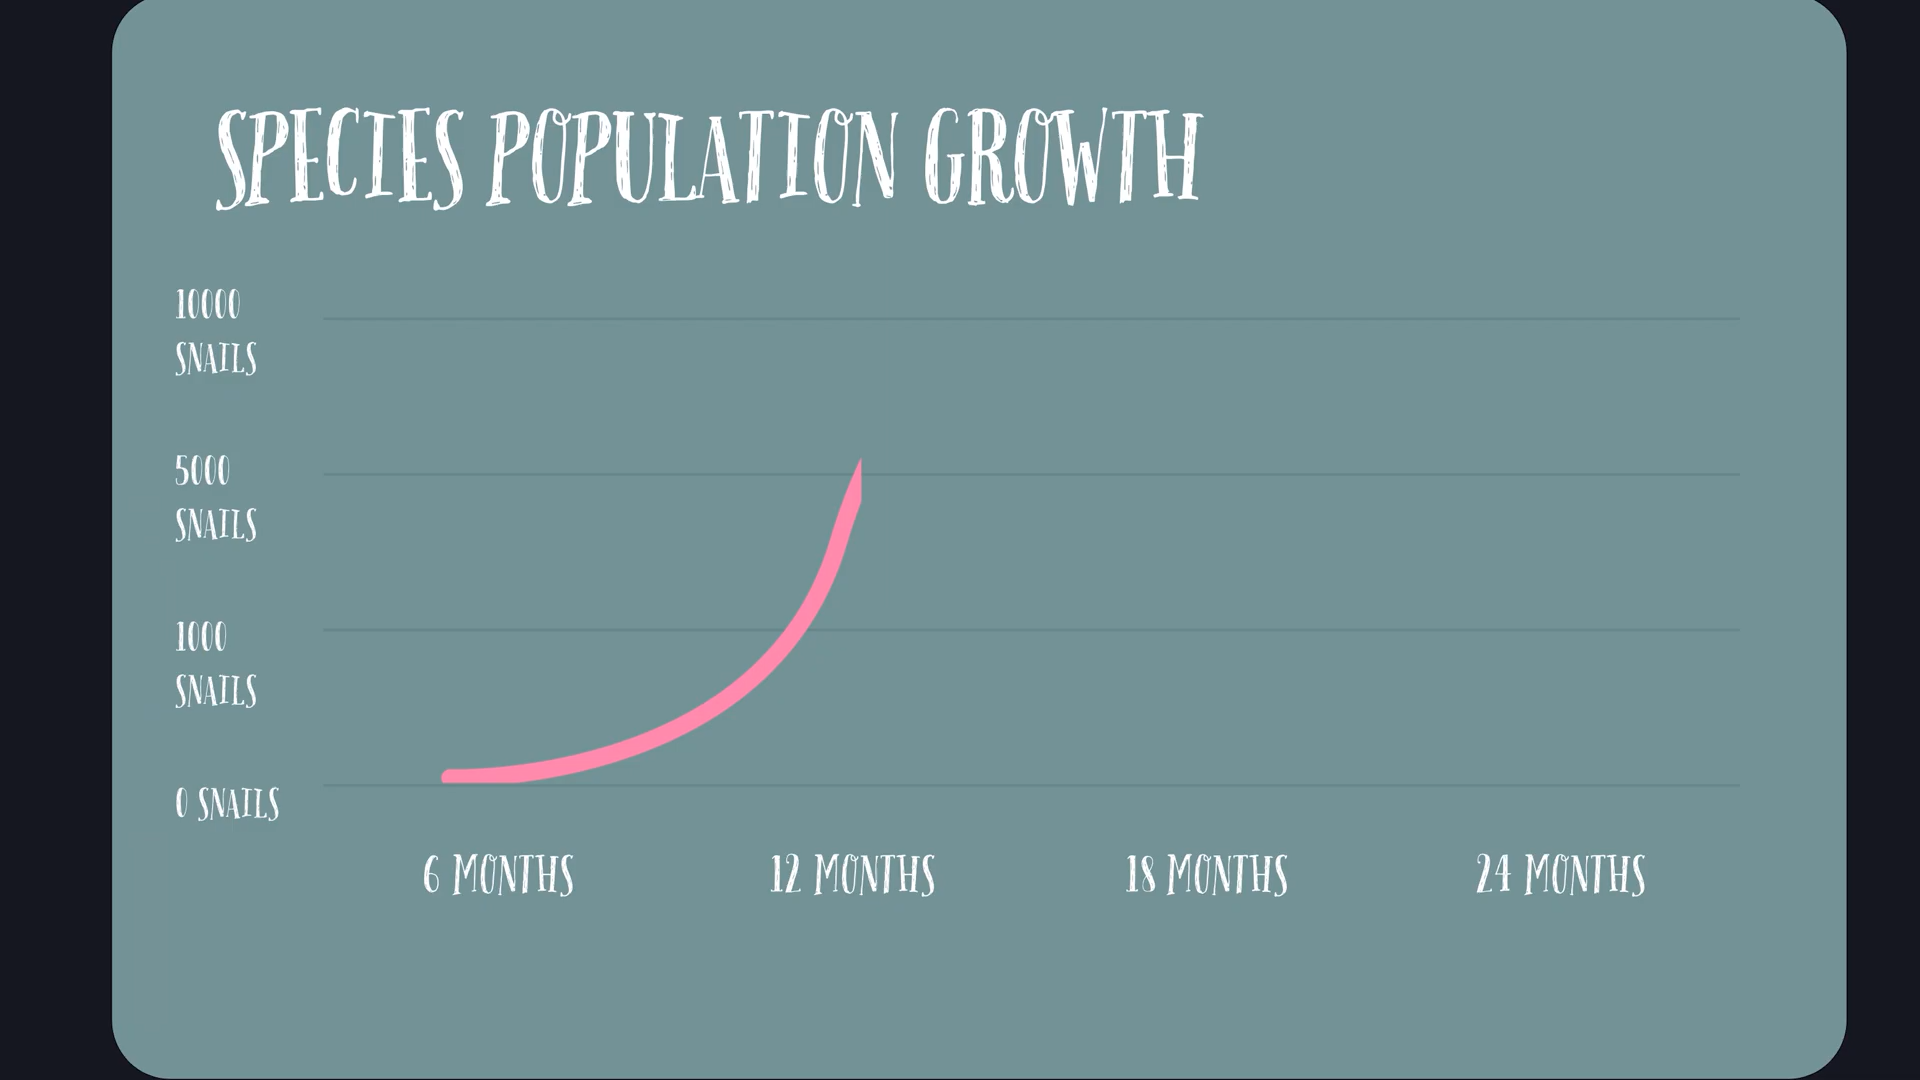 SPECIES POPULATION GROWTH
10000
SNAILS
5000
SNAILS
1000
SNAILS
0 SNAILS
6 MONTHS
12 MONTHS
18 MONTHS
24 MONTHS